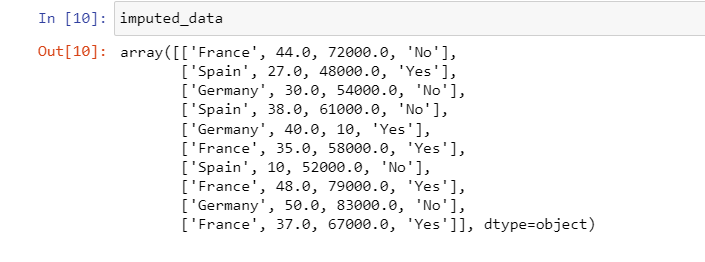 In [10]: imputed_data
Out[10]: array([['France', 44.0, 72000.0, 'No'],
['Spain', 27.0, 48000.0, 'Yes'],
['Germany', 30.0, 54000.0, 'No'],
['Spain', 38.0, 61000.0, 'No'],
['Germany', 40.0, 10, 'Yes'],
['France', 35.0, 58000.0, 'Yes'],
['Spain', 10, 52000.0, 'No'],
['France', 48.0, 79000.0, 'Yes'],
['Germany', 50.0, 83000.0, 'No'],
['France', 37.0, 67000.0, 'Yes']], dtype=object)